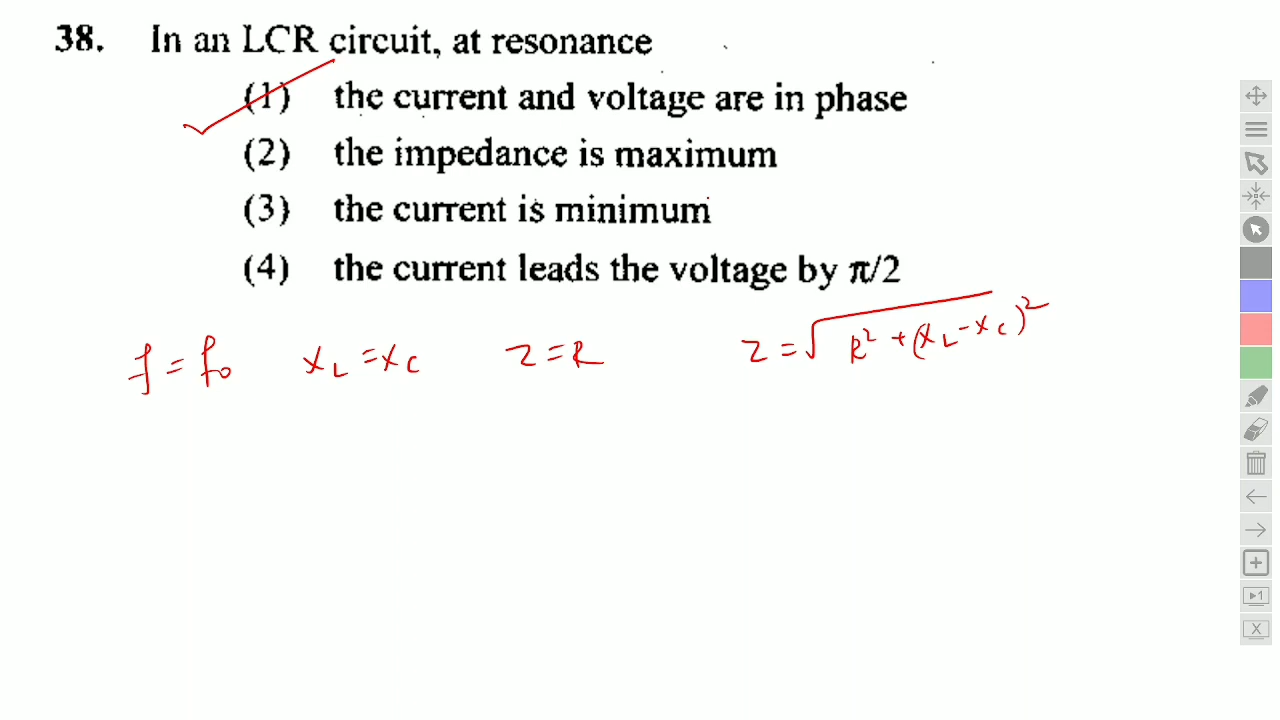 38. In an LCR circuit, at resonance
(1) the current and voltage are in phase
(2) the impedance is maximum
(3) the current is minimum
(4) the current leads the voltage by π/2
f = f₀ X_L = X_C Z = R Z = √(R² + (X_L - X_C)²)